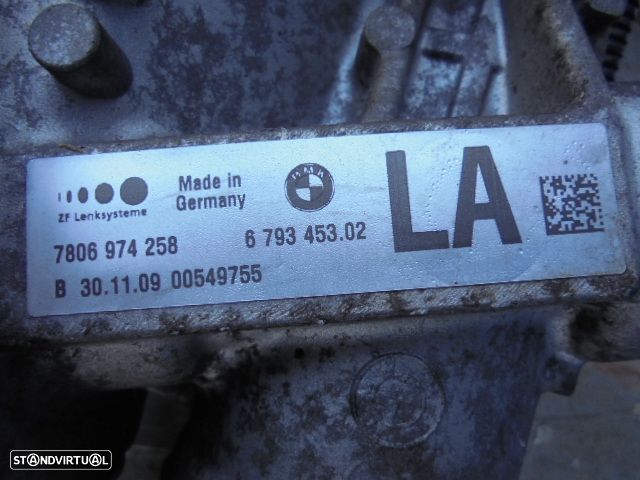 ZF Lenksysteme
Made in
Germany
BMW
LA
7806 974 258
6 793 453.02
B 30.11.09 00549755
STANDVIRTUAL